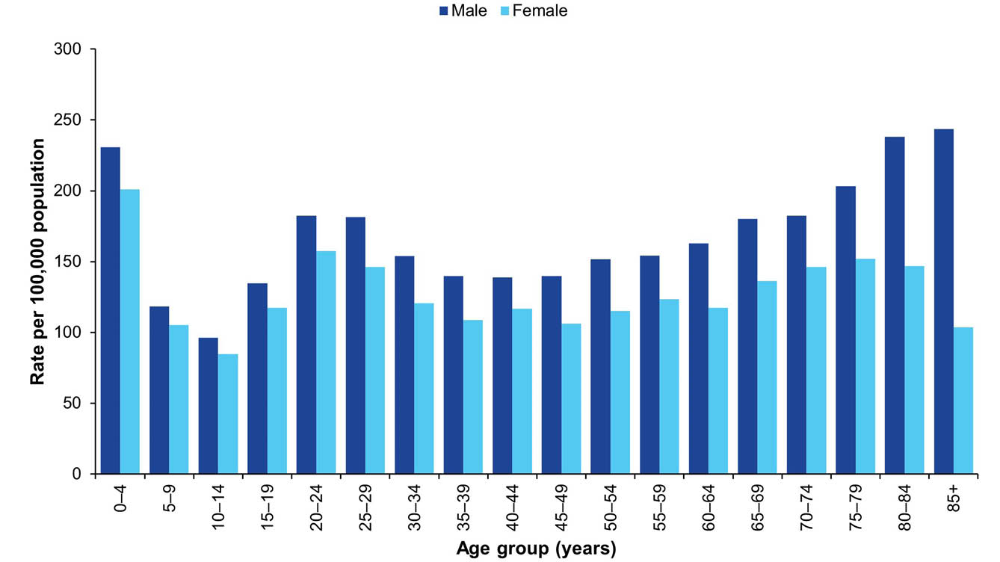 Male Female
300
250
200
150
100
50
0
Rate per 100,000 population
0–4 5–9 10–14 15–19 20–24 25–29 30–34 35–39 40–44 45–49 50–54 55–59 60–64 65–69 70–74 75–79 80–84 85+
Age group (years)